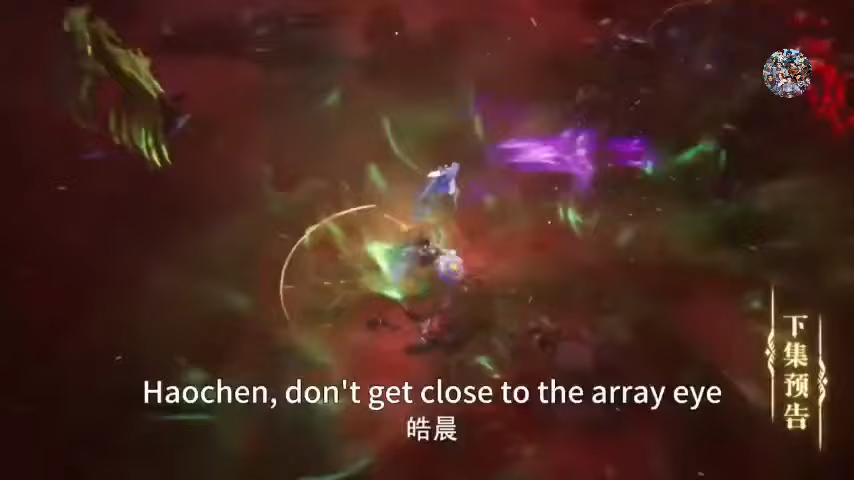 Haochen, don't get close to the array eye
皓晨
下集预告